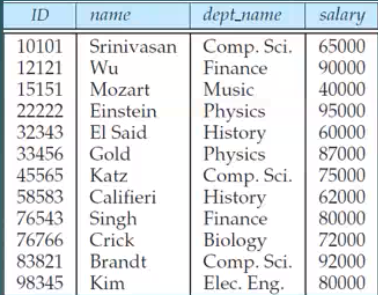 ID name dept_name salary
10101 Srinivasan Comp. Sci. 65000
12121 Wu Finance 90000
15151 Mozart Music 40000
22222 Einstein Physics 95000
32343 El Said History 60000
33456 Gold Physics 87000
45565 Katz Comp. Sci. 75000
58583 Califieri History 62000
76543 Singh Finance 80000
76766 Crick Biology 72000
83821 Brandt Comp. Sci. 92000
98345 Kim Elec. Eng. 80000